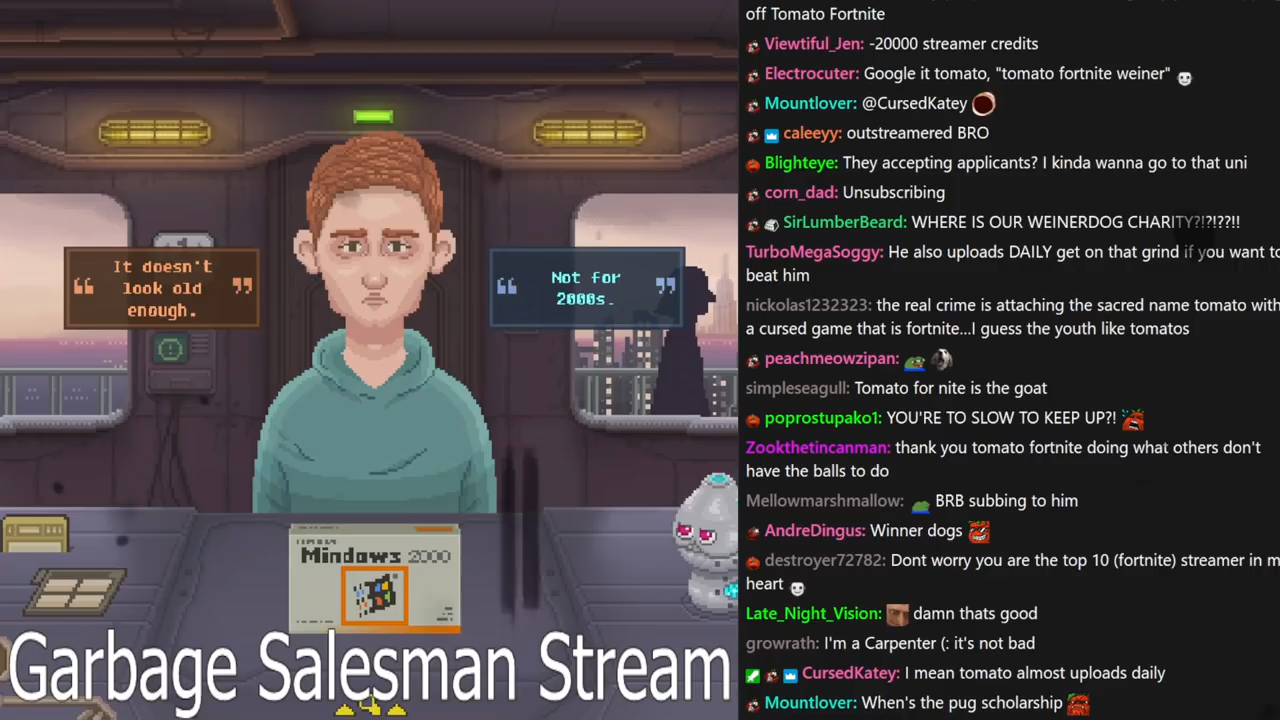 “ It doesn't ”
look old
enough.
“ Not for ”
2000s.
Mindows 2000
Garbage Salesman Stream
off Tomato Fortnite
Viewtiful_Jen: -20000 streamer credits
Electrocuter: Google it tomato, "tomato fortnite weiner"
Mountlover: @CursedKatey
caleeyy: outstreamered BRO
Blighteye: They accepting applicants? I kinda wanna go to that uni
corn_dad: Unsubscribing
SirLumberBeard: WHERE IS OUR WEINERDOG CHARITY?!?!??!!
TurboMegaSoggy: He also uploads DAILY get on that grind if you want to
beat him
nickolas1232323: the real crime is attaching the sacred name tomato with
a cursed game that is fortnite...I guess the youth like tomatos
peachmeowzipan:
simpleseagull: Tomato for nite is the goat
poprostupako1: YOU'RE TO SLOW TO KEEP UP?!
Zookthetincanman: thank you tomato fortnite doing what others don't
have the balls to do
Mellowmarshmallow: BRB subbing to him
AndreDingus: Winner dogs
destroyer72782: Dont worry you are the top 10 (fortnite) streamer in m
heart
Late_Night_Vision: damn thats good
growrath: I'm a Carpenter (: it's not bad
CursedKatey: I mean tomato almost uploads daily
Mountlover: When's the pug scholarship